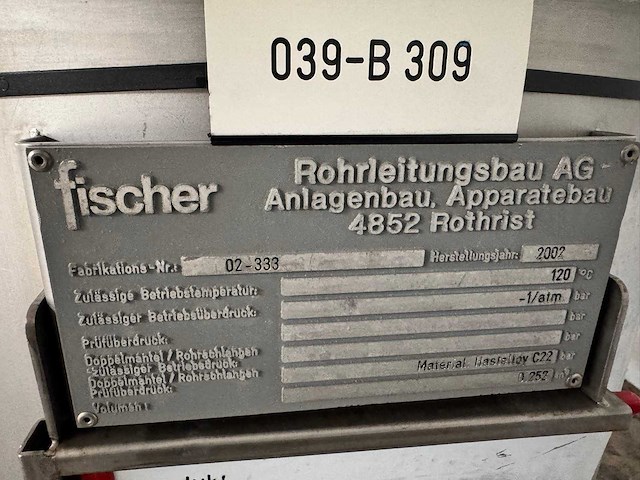 039-B 309
fischer
Rohrleitungsbau AG
Anlagenbau, Apparatebau
4852 Rothrist
Fabrikations-Nr.: 02-333 Herstellungsjahr: 2002
Zulässige Betriebstemperatur: 120 °C
Zulässiger Betriebsüberdruck: -1/atm bar
Prüfüberdruck: bar
Doppelmantel/Rohrschlangen
Zulässiger Betriebsdruck: bar
Doppelmantel/Rohrschlangen
Prüfüberdruck: Material Hastelloy C22 bar
Volumen: 0,252